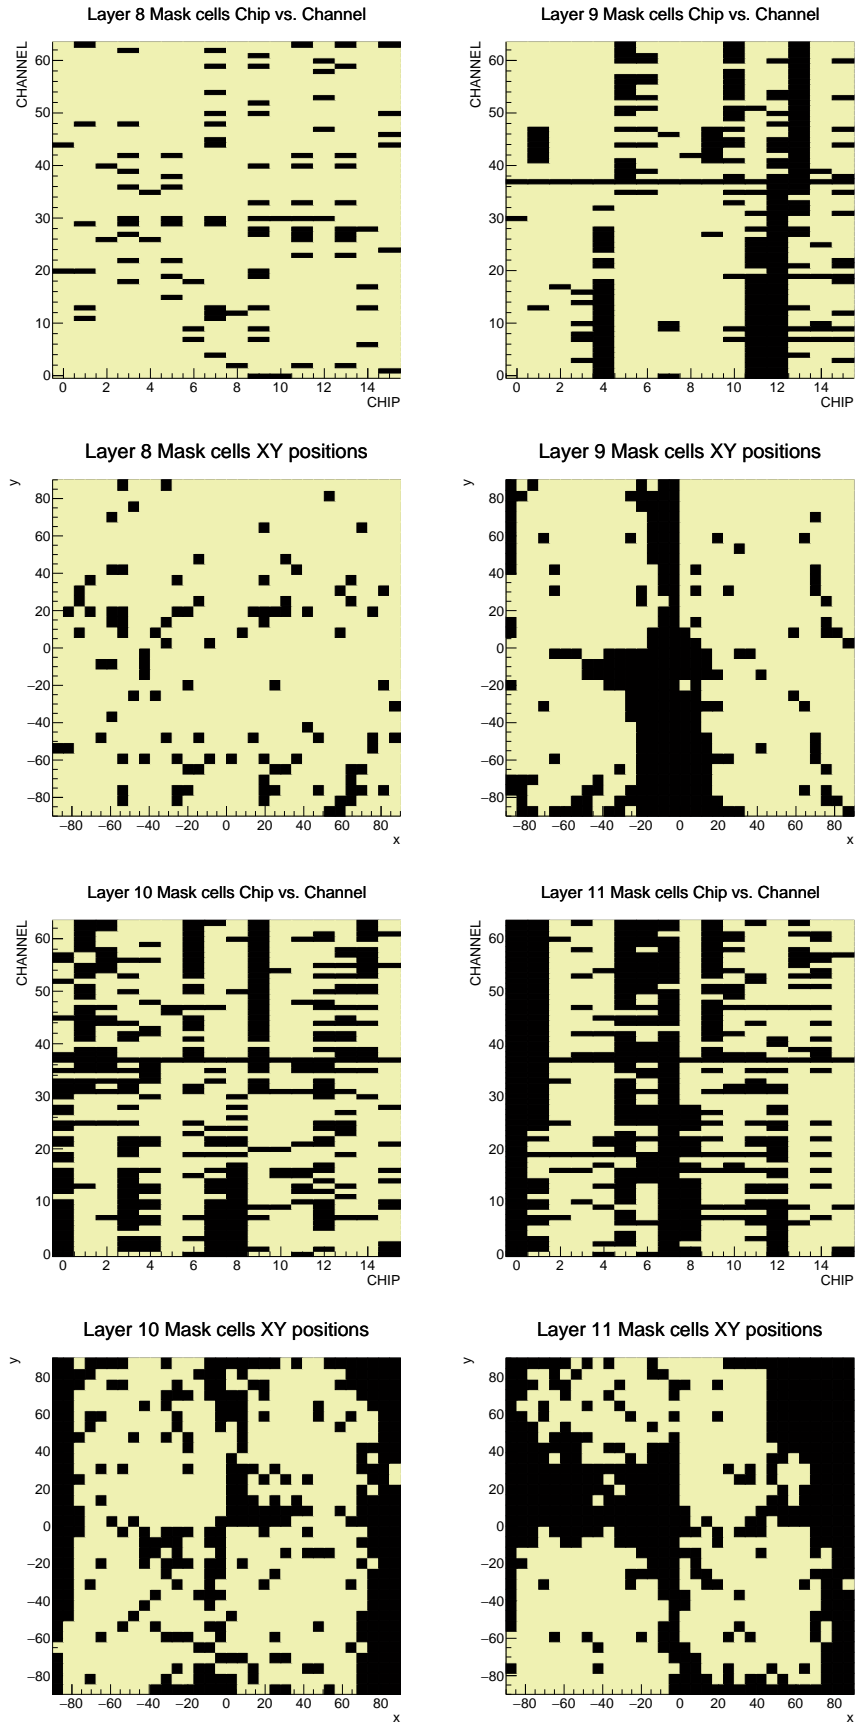 Layer 8 Mask cells Chip vs. Channel
CHANNEL
60
50
40
30
20
10
0
0 2 4 6 8 10 12 14
CHIP
Layer 9 Mask cells Chip vs. Channel
CHANNEL
60
50
40
30
20
10
0
0 2 4 6 8 10 12 14
CHIP
Layer 8 Mask cells XY positions
y
80
60
40
20
0
−20
−40
−60
−80
−80 −60 −40 −20 0 20 40 60 80
x
Layer 9 Mask cells XY positions
y
80
60
40
20
0
−20
−40
−60
−80
−80 −60 −40 −20 0 20 40 60 80
x
Layer 10 Mask cells Chip vs. Channel
CHANNEL
60
50
40
30
20
10
0
0 2 4 6 8 10 12 14
CHIP
Layer 11 Mask cells Chip vs. Channel
CHANNEL
60
50
40
30
20
10
0
0 2 4 6 8 10 12 14
CHIP
Layer 10 Mask cells XY positions
y
80
60
40
20
0
−20
−40
−60
−80
−80 −60 −40 −20 0 20 40 60 80
x
Layer 11 Mask cells XY positions
y
80
60
40
20
0
−20
−40
−60
−80
−80 −60 −40 −20 0 20 40 60 80
x